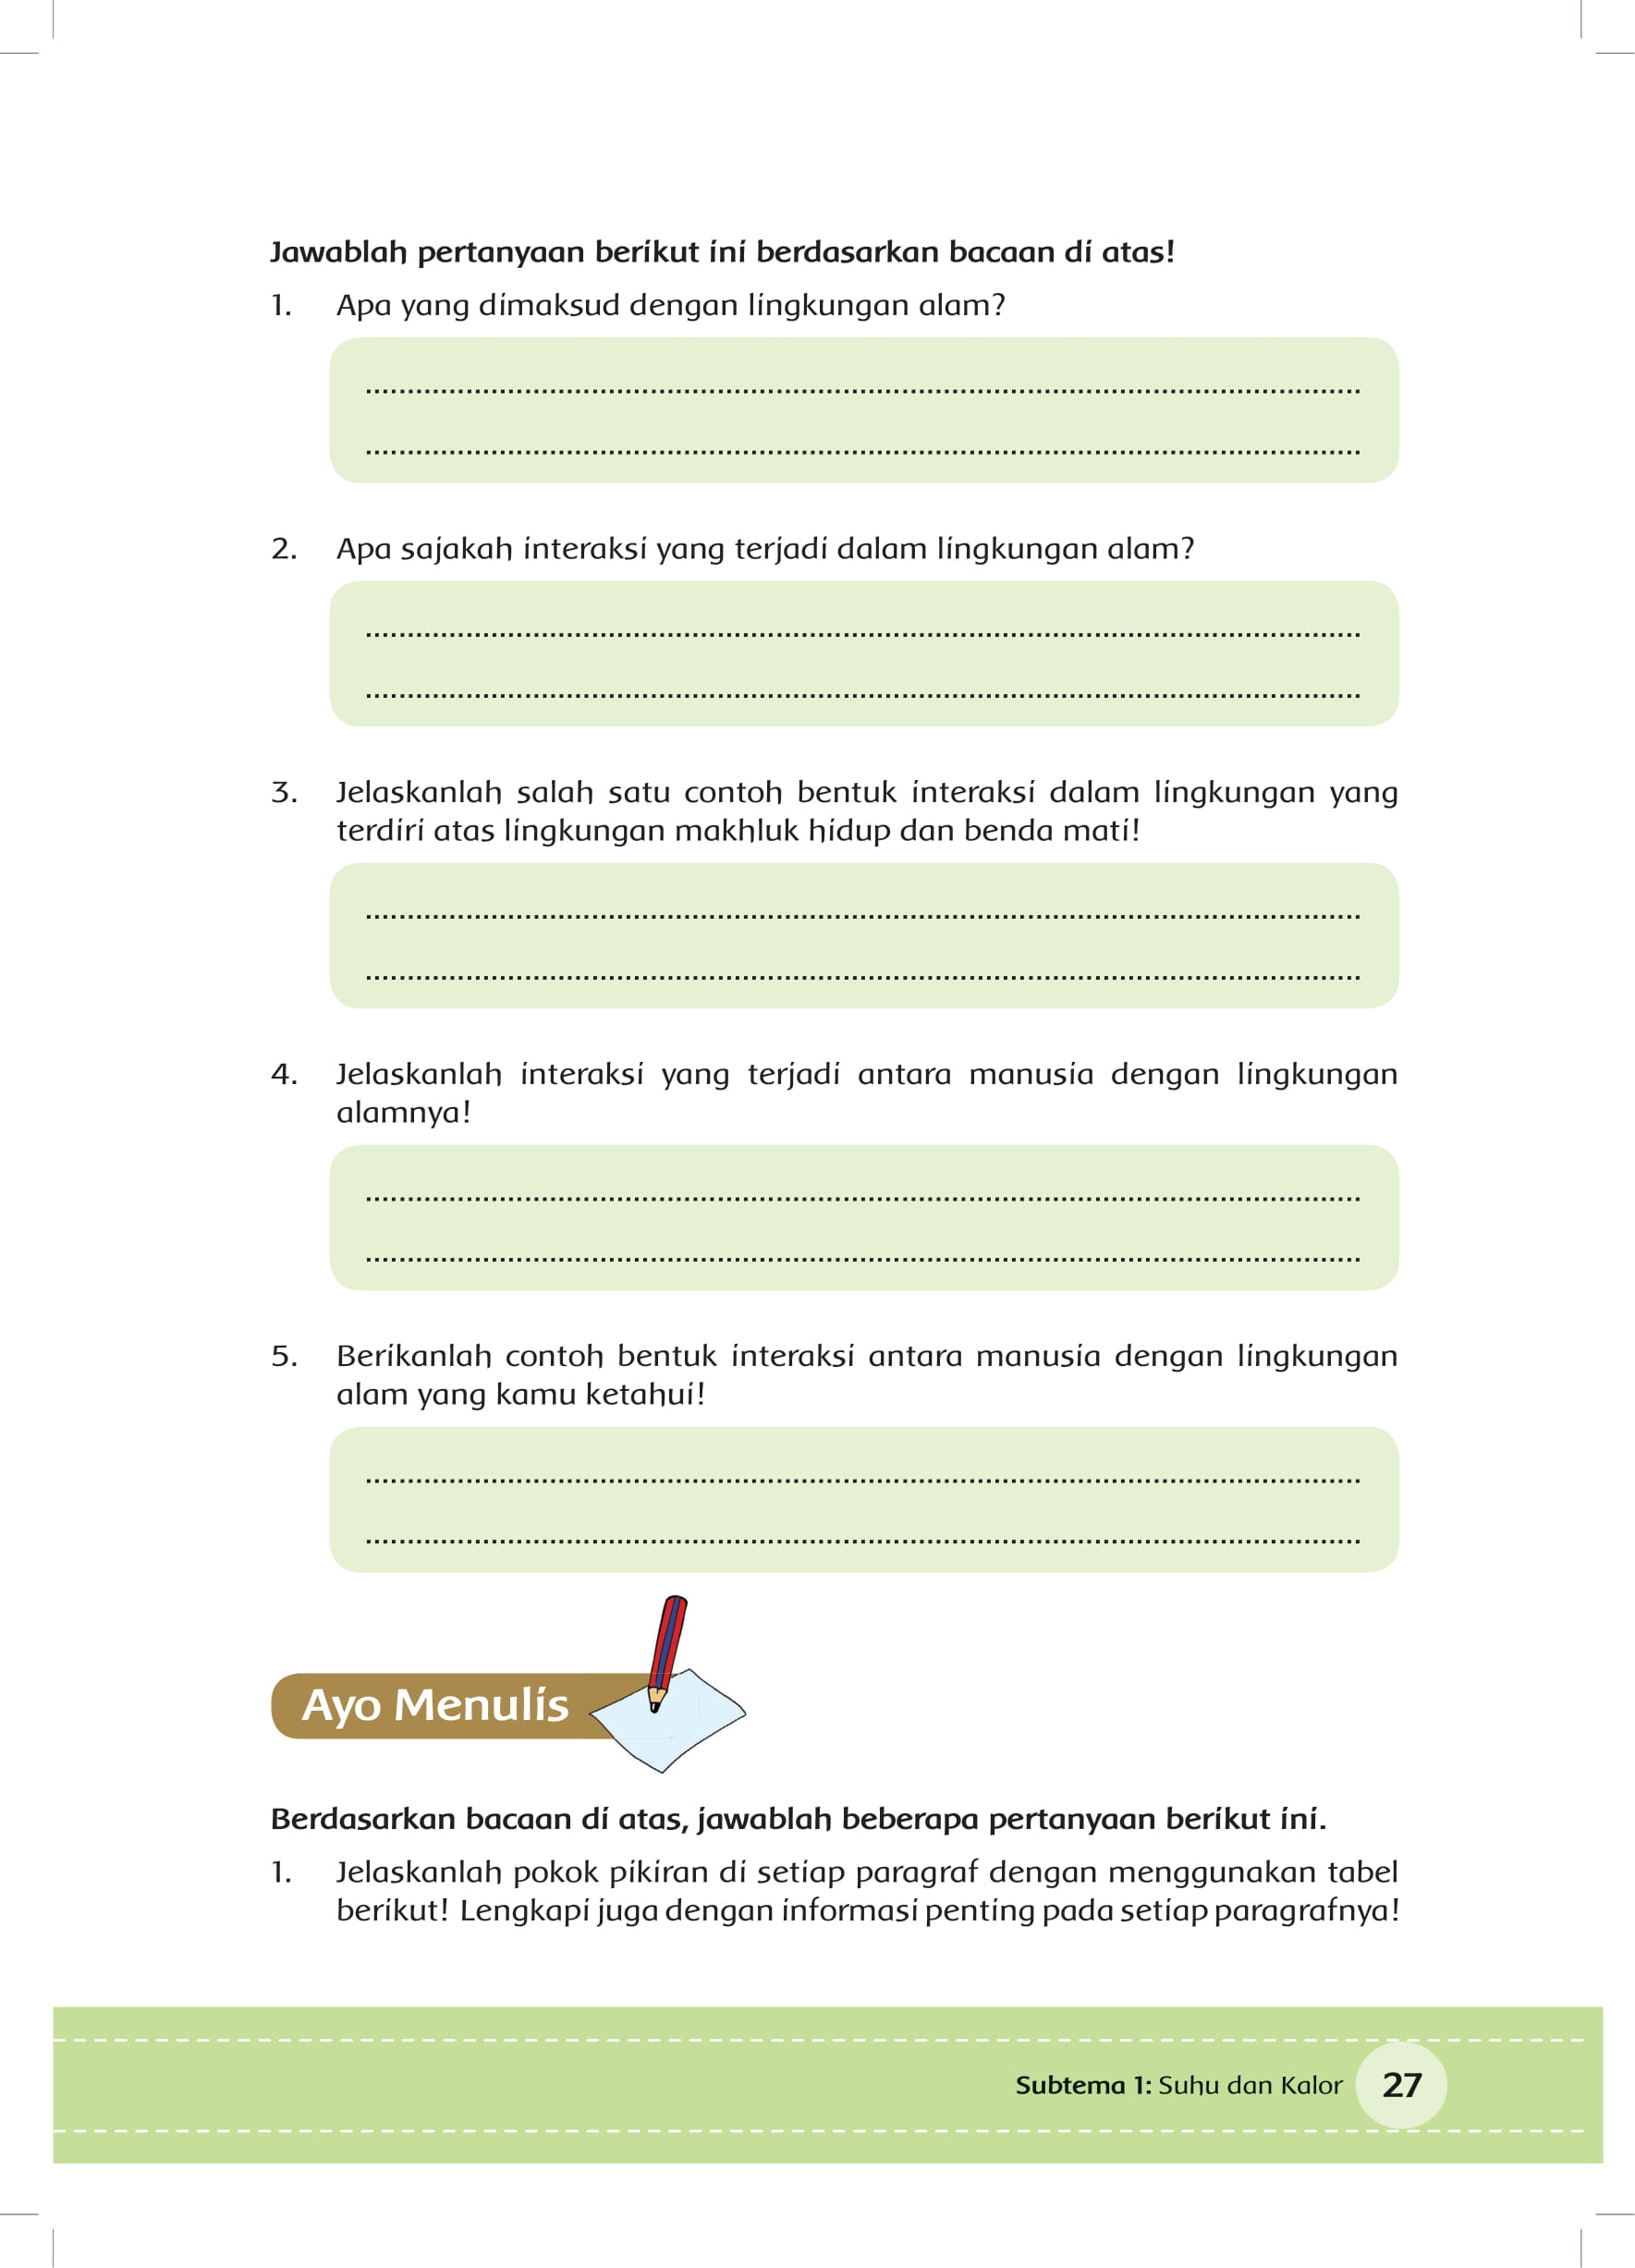 Jawablah pertanyaan berikut ini berdasarkan bacaan di atas!
1. Apa yang dimaksud dengan lingkungan alam?
................................................................................
................................................................................
2. Apa sajakah interaksi yang terjadi dalam lingkungan alam?
................................................................................
................................................................................
3. Jelaskanlah salah satu contoh bentuk interaksi dalam lingkungan yang
terdiri atas lingkungan makhluk hidup dan benda mati!
................................................................................
................................................................................
4. Jelaskanlah interaksi yang terjadi antara manusia dengan lingkungan
alamnya!
................................................................................
................................................................................
5. Berikanlah contoh bentuk interaksi antara manusia dengan lingkungan
alam yang kamu ketahui!
................................................................................
................................................................................
Ayo Menulis
Berdasarkan bacaan di atas, jawablah beberapa pertanyaan berikut ini.
1. Jelaskanlah pokok pikiran di setiap paragraf dengan menggunakan tabel
berikut! Lengkapi juga dengan informasi penting pada setiap paragrafnya!
Subtema 1: Suhu dan Kalor 27